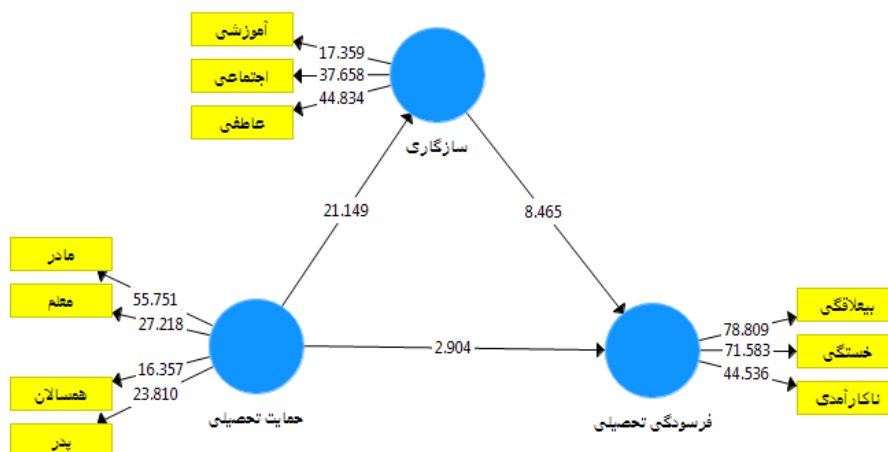 آموزشی
17.359
اجتماعی
37.658
عاطفی
44.834
سازگاری
21.149
8.465
مادر
55.751
معلم
27.218
همسالان
16.357
پدر
23.810
حمایت تحصیلی
2.904
بیعلاقگی
78.809
خستگی
71.583
ناکارآمدی
44.536
فرسودگی تحصیلی